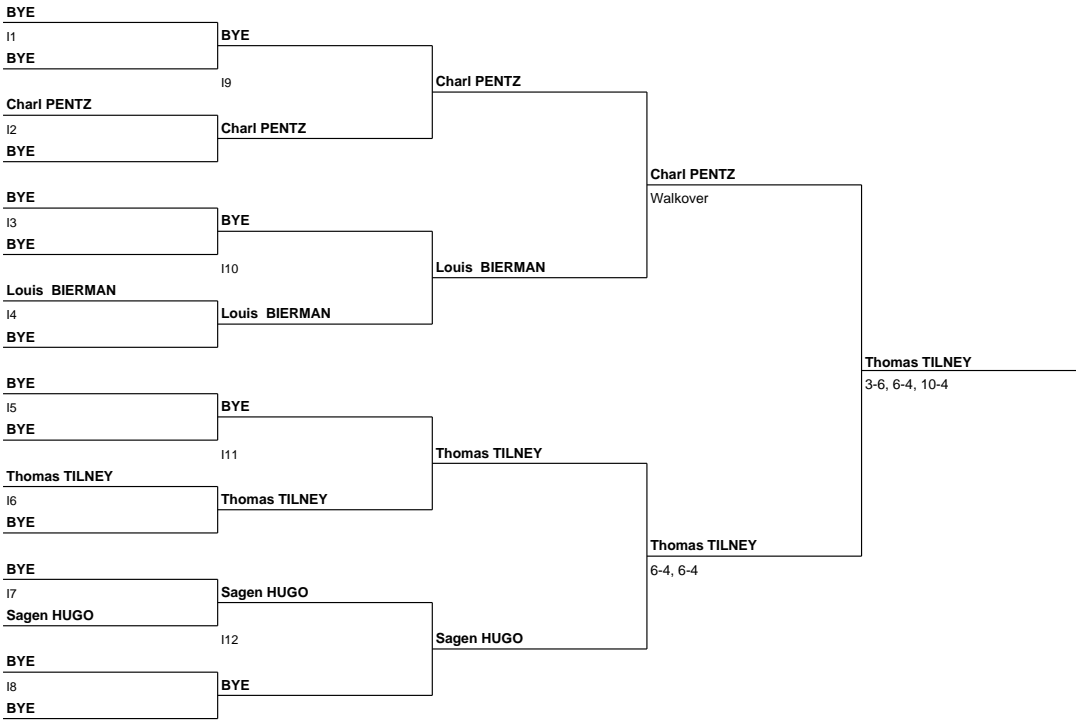 BYE
I1
BYE
Charl PENTZ
I2
BYE
BYE
I3
BYE
Louis  BIERMAN
I4
BYE
BYE
I5
BYE
Thomas TILNEY
I6
BYE
BYE
I7
Sagen HUGO
BYE
I8
BYE
BYE
I9
Charl PENTZ
BYE
I10
Louis  BIERMAN
BYE
I11
Thomas TILNEY
Sagen HUGO
I12
BYE
Charl PENTZ
Louis  BIERMAN
Thomas TILNEY
Sagen HUGO
Charl PENTZ
Walkover
Thomas TILNEY
6-4, 6-4
Thomas TILNEY
3-6, 6-4, 10-4